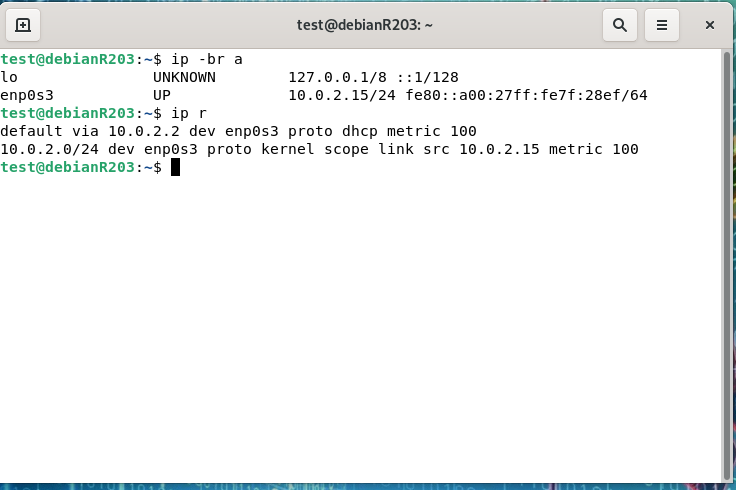 test@debianR203: ~
test@debianR203:~$ ip -br a
lo               UNKNOWN        127.0.0.1/8 ::1/128
enp0s3           UP             10.0.2.15/24 fe80::a00:27ff:fe7f:28ef/64
test@debianR203:~$ ip r
default via 10.0.2.2 dev enp0s3 proto dhcp metric 100
10.0.2.0/24 dev enp0s3 proto kernel scope link src 10.0.2.15 metric 100
test@debianR203:~$